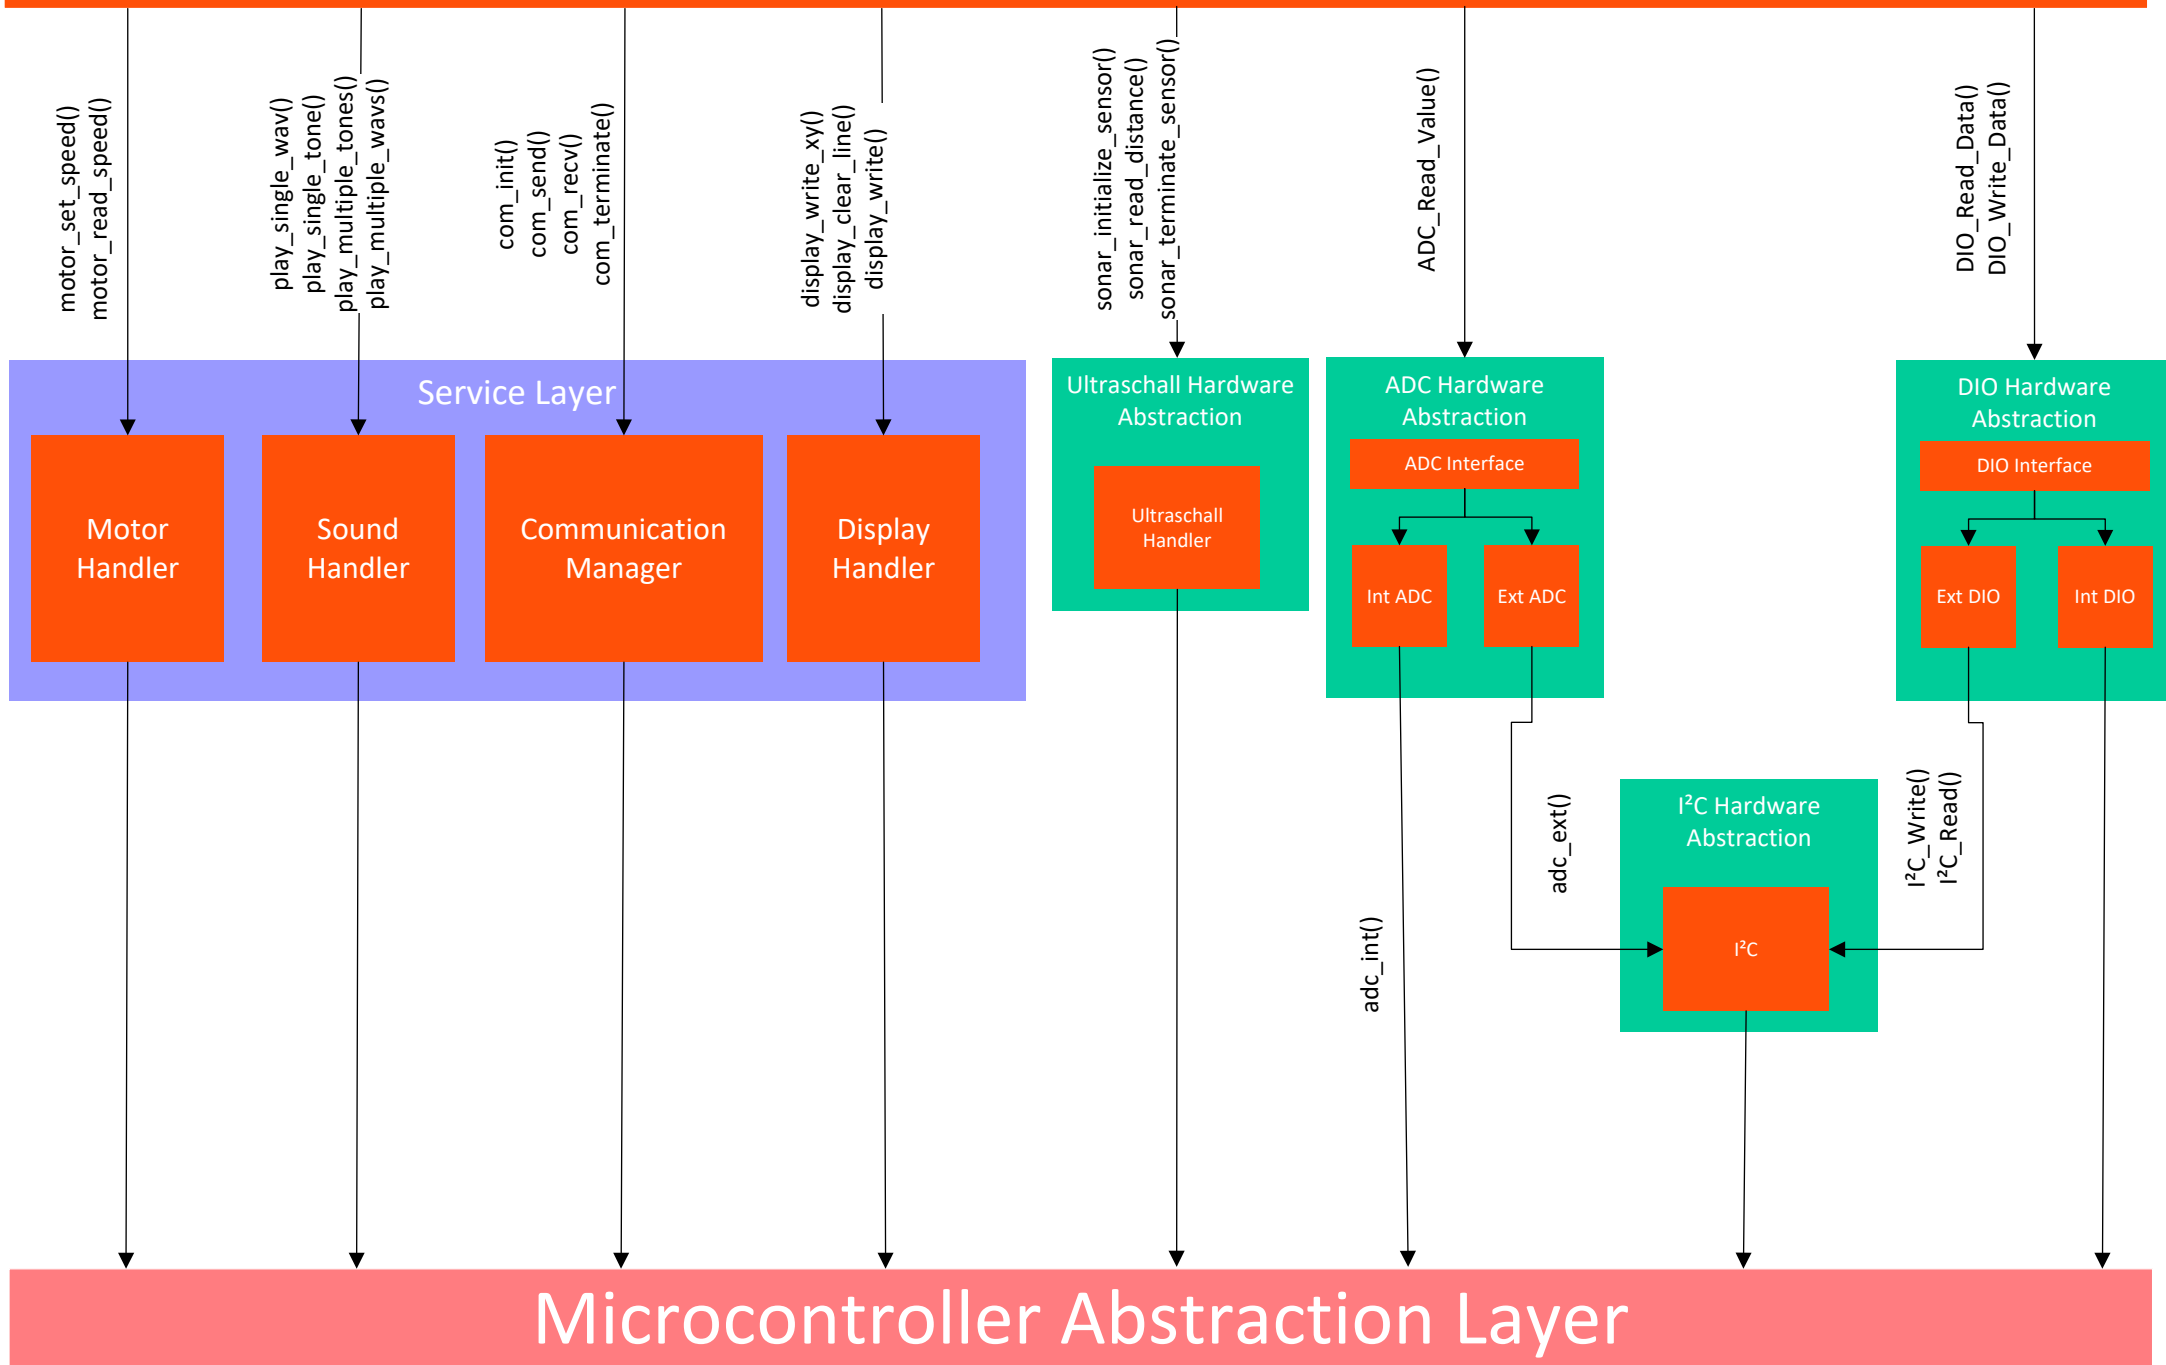 motor_set_speed()
motor_read_speed()
play_single_wav()
play_single_tone()
play_multiple_tones()
play_multiple_wavs()
com_init()
com_send()
com_recv()
com_terminate()
display_write_xy()
display_clear_line()
display_write()
sonar_initialize_sensor()
sonar_read_distance()
sonar_terminate_sensor()
ADC_Read_Value()
DIO_Read_Data()
DIO_Write_Data()
Service Layer
Motor
Handler
Sound
Handler
Communication
Manager
Display
Handler
Ultraschall Hardware
Abstraction
Ultraschall
Handler
ADC Hardware
Abstraction
ADC Interface
Int ADC
Ext ADC
DIO Hardware
Abstraction
DIO Interface
Ext DIO
Int DIO
adc_int()
adc_ext()
I²C Hardware
Abstraction
I²C
I²C_Write()
I²C_Read()
Microcontroller Abstraction Layer